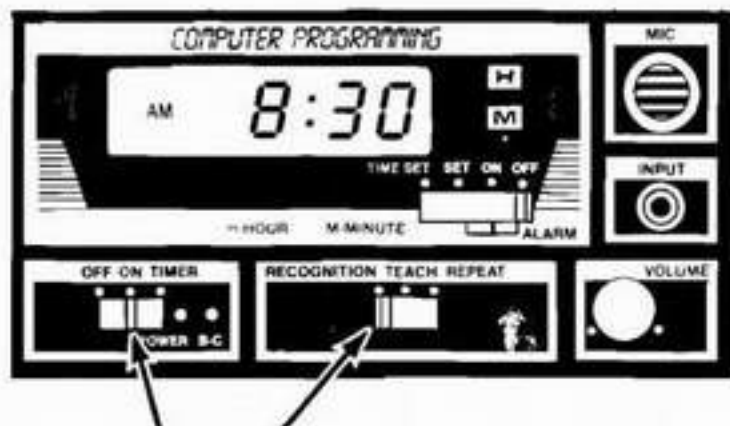 COMPUTER PROGRAMMING
MIC
AM 8:30
H
M
TIME SET SET ON OFF
INPUT
H-HOUR M-MINUTE
ALARM
OFF ON TIMER
RECOGNITION TEACH REPEAT
VOLUME
POWER B-C